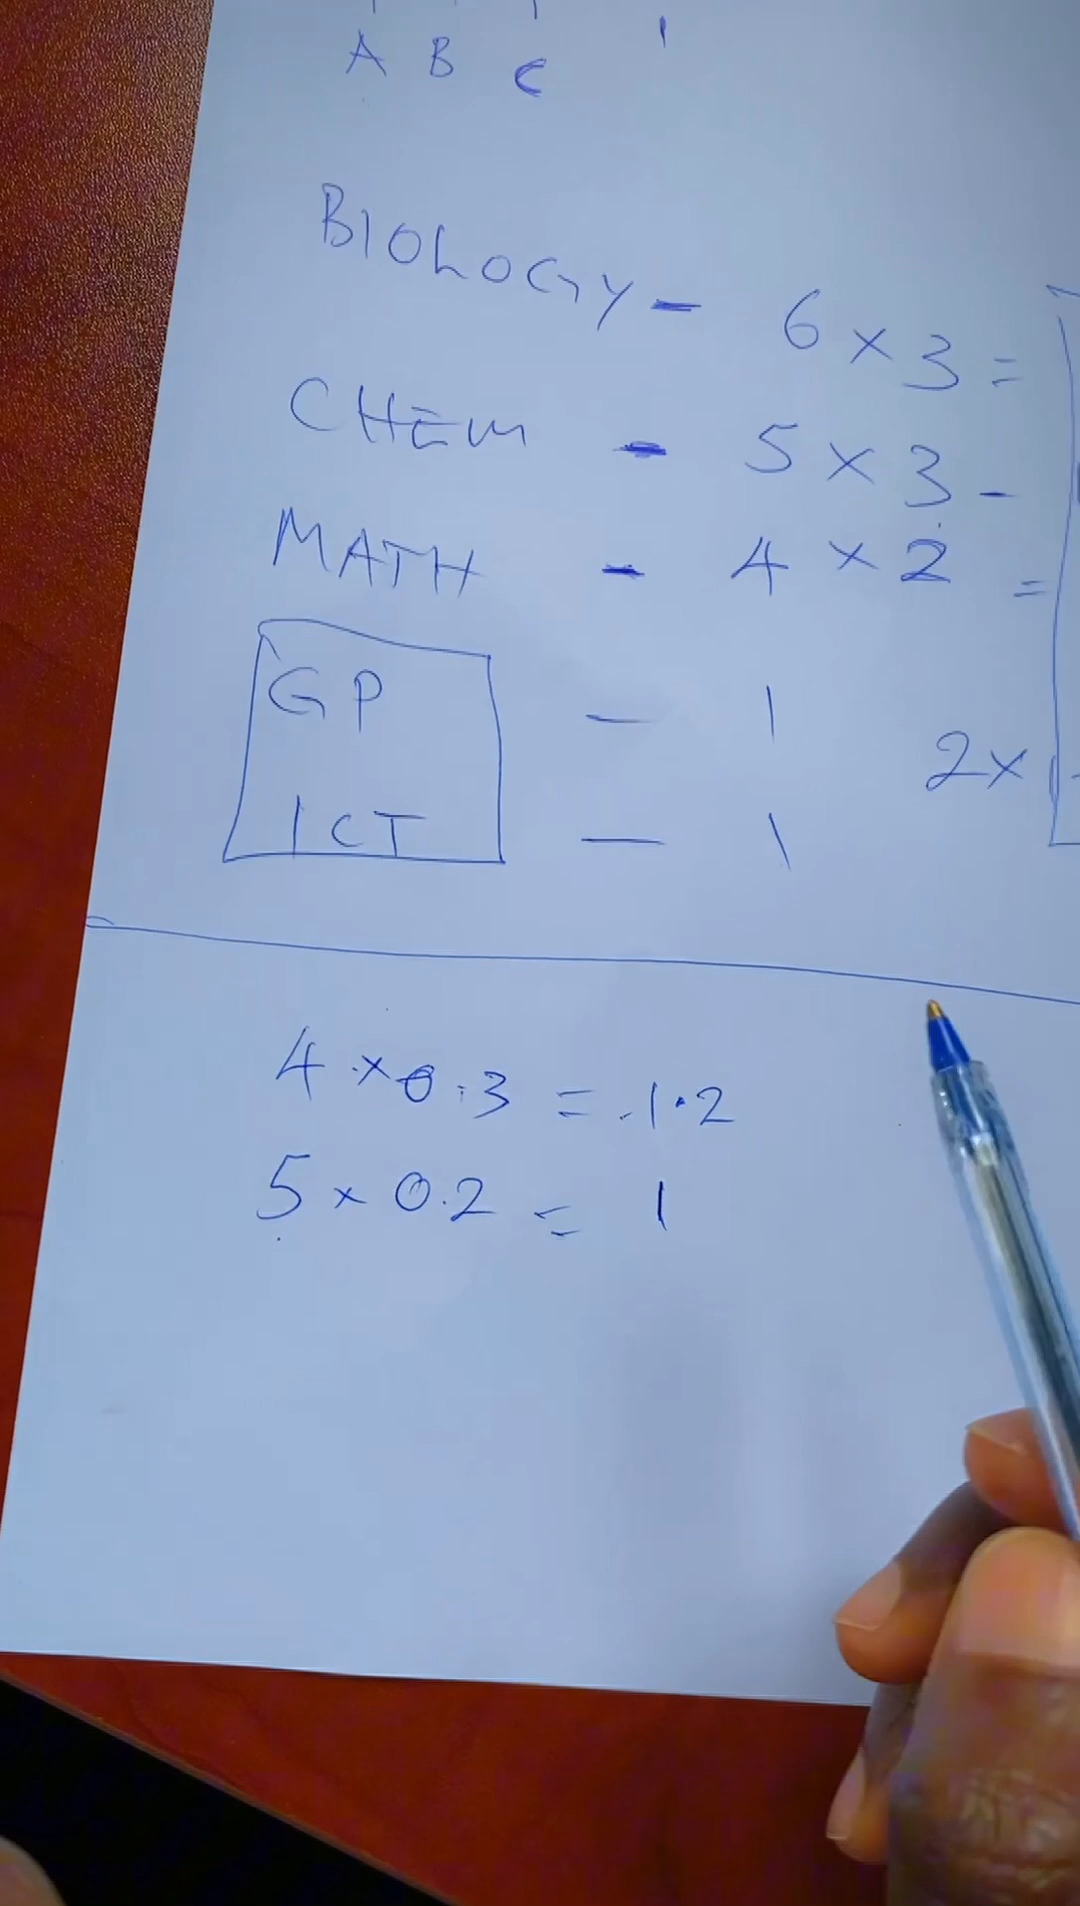 A B C
BIOLOGY - 6 x 3 =
CHEM - 5 x 3 -
MATH - 4 x 2 =
GP - 1
2x
ICT - 1
4 x 0.3 = 1.2
5 x 0.2 = 1